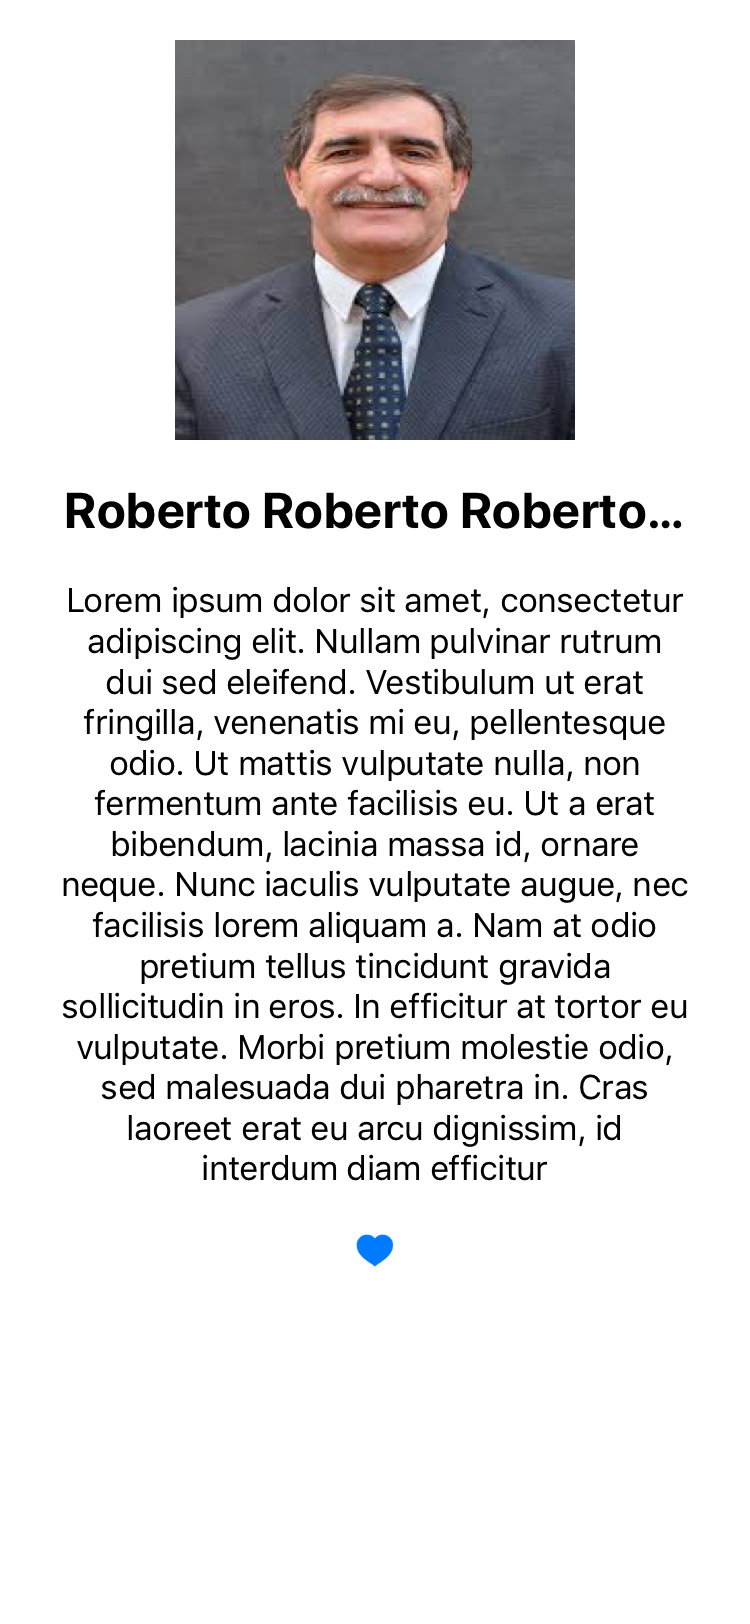 Roberto Roberto Roberto...
Lorem ipsum dolor sit amet, consectetur
adipiscing elit. Nullam pulvinar rutrum
dui sed eleifend. Vestibulum ut erat
fringilla, venenatis mi eu, pellentesque
odio. Ut mattis vulputate nulla, non
fermentum ante facilisis eu. Ut a erat
bibendum, lacinia massa id, ornare
neque. Nunc iaculis vulputate augue, nec
facilisis lorem aliquam a. Nam at odio
pretium tellus tincidunt gravida
sollicitudin in eros. In efficitur at tortor eu
vulputate. Morbi pretium molestie odio,
sed malesuada dui pharetra in. Cras
laoreet erat eu arcu dignissim, id
interdum diam efficitur